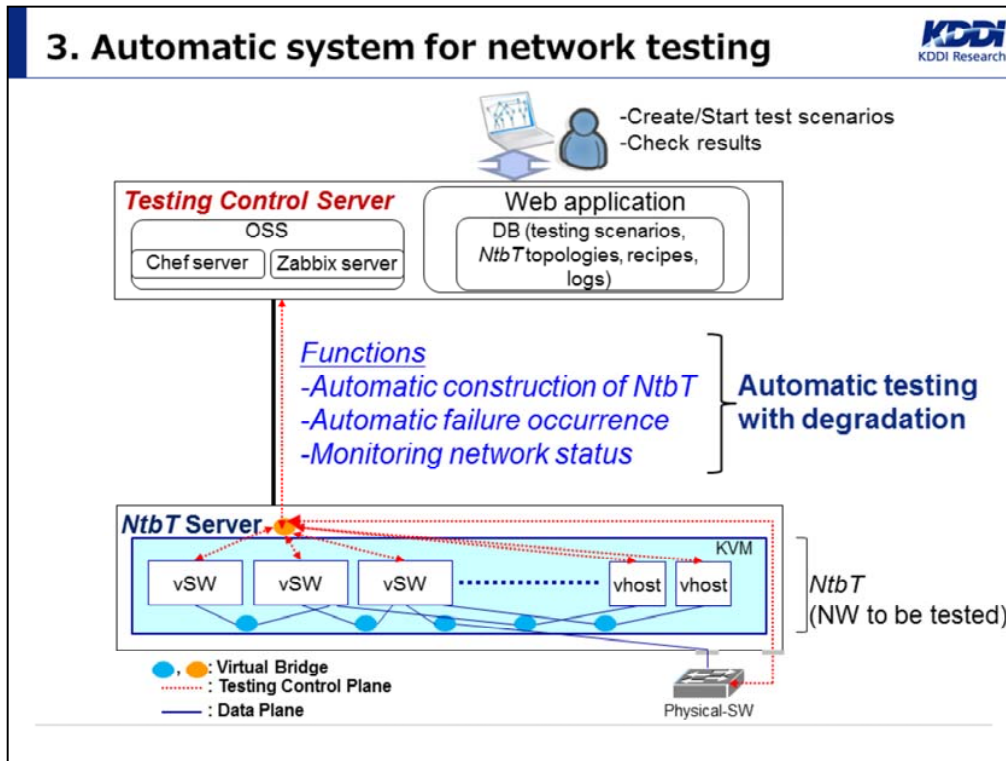 3. Automatic system for network testing
KDDI
KDDI Research
-Create/Start test scenarios
-Check results
Testing Control Server
OSS
Chef server
Zabbix server
Web application
DB (testing scenarios,
NtbT topologies, recipes,
logs)
Functions
-Automatic construction of NtbT
-Automatic failure occurrence
-Monitoring network status
Automatic testing
with degradation
NtbT Server
KVM
vSW
vSW
vSW
vhost
vhost
NtbT
(NW to be tested)
, : Virtual Bridge
: Testing Control Plane
: Data Plane
Physical-SW